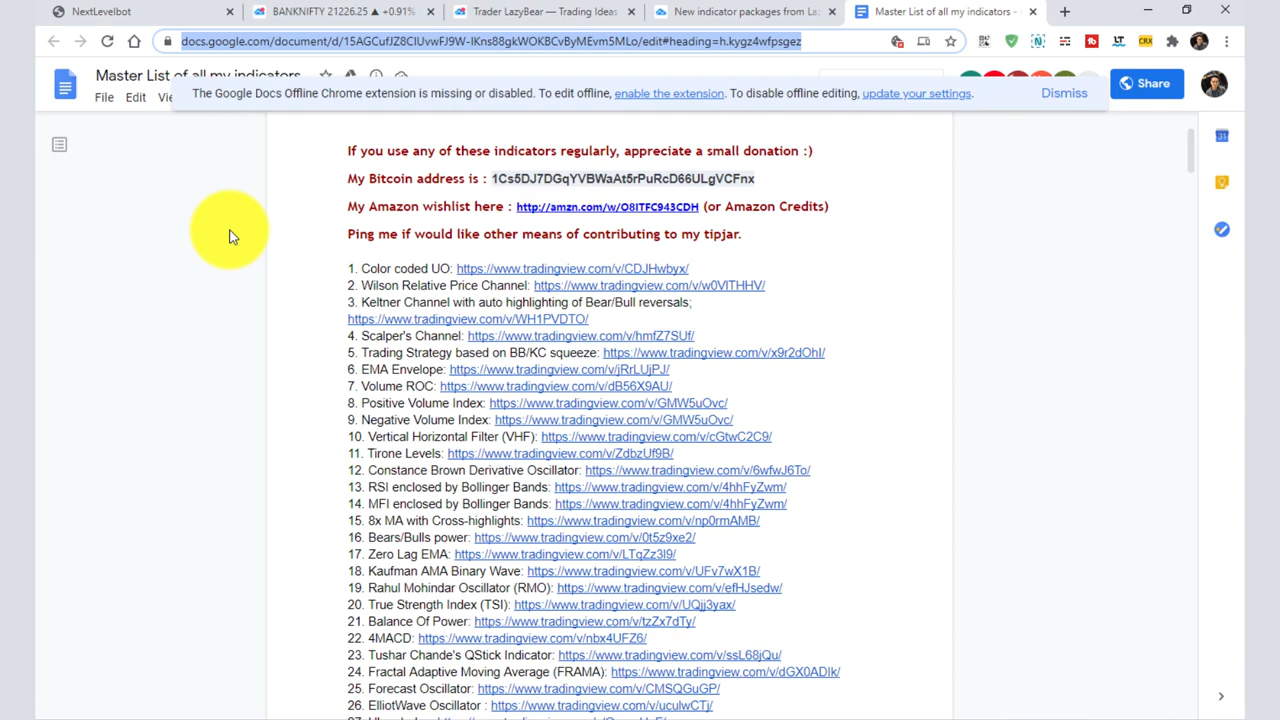 NextLevelbot
BANKNIFTY 21226.25 ▲ +0.91%
Trader LazyBear — Trading Ideas
New indicator packages from Laz
Master List of all my indicators -
docs.google.com/document/d/15AGCufJZ8CIUvwFJ9W-IKns88gkWOKBCvByMEvm5MLo/edit#heading=h.kygz4wfpsgez
Master List of all my indicators
File Edit
The Google Docs Offline Chrome extension is missing or disabled. To edit offline, enable the extension. To disable offline editing, update your settings. Dismiss
Share
If you use any of these indicators regularly, appreciate a small donation :)
My Bitcoin address is : 1Cs5DJ7DGqYVBWaAt5rPuRcD66ULgVCFnx
My Amazon wishlist here : http://amzn.com/w/O8ITFC943CDH (or Amazon Credits)
Ping me if would like other means of contributing to my tipjar.
1. Color coded UO: https://www.tradingview.com/v/CDJHwbyx/
2. Wilson Relative Price Channel: https://www.tradingview.com/v/w0VITHHV/
3. Keltner Channel with auto highlighting of Bear/Bull reversals;
https://www.tradingview.com/v/WH1PVDTO/
4. Scalper's Channel: https://www.tradingview.com/v/hmfZ7SUf/
5. Trading Strategy based on BB/KC squeeze: https://www.tradingview.com/v/x9r2dOhI/
6. EMA Envelope: https://www.tradingview.com/v/jRrLUjPJ/
7. Volume ROC: https://www.tradingview.com/v/dB56X9AU/
8. Positive Volume Index: https://www.tradingview.com/v/GMW5uOvc/
9. Negative Volume Index: https://www.tradingview.com/v/GMW5uOvc/
10. Vertical Horizontal Filter (VHF): https://www.tradingview.com/v/cGtwC2C9/
11. Tirone Levels: https://www.tradingview.com/v/ZdbzUf9B/
12. Constance Brown Derivative Oscillator: https://www.tradingview.com/v/6wfwJ6To/
13. RSI enclosed by Bollinger Bands: https://www.tradingview.com/v/4hhFyZwm/
14. MFI enclosed by Bollinger Bands: https://www.tradingview.com/v/4hhFyZwm/
15. 8x MA with Cross-highlights: https://www.tradingview.com/v/np0rmAMB/
16. Bears/Bulls power: https://www.tradingview.com/v/0t5z9xe2/
17. Zero Lag EMA: https://www.tradingview.com/v/LTqZz3l9/
18. Kaufman AMA Binary Wave: https://www.tradingview.com/v/UFv7wX1B/
19. Rahul Mohindar Oscillator (RMO): https://www.tradingview.com/v/efHJsedw/
20. True Strength Index (TSI): https://www.tradingview.com/v/UQjj3yax/
21. Balance Of Power: https://www.tradingview.com/v/tzZx7dTy/
22. 4MACD: https://www.tradingview.com/v/nbx4UFZ6/
23. Tushar Chande's QStick Indicator: https://www.tradingview.com/v/ssL68jQu/
24. Fractal Adaptive Moving Average (FRAMA): https://www.tradingview.com/v/dGX0ADIk/
25. Forecast Oscillator: https://www.tradingview.com/v/CMSQGuGP/
26. ElliotWave Oscillator : https://www.tradingview.com/v/uculwCTj/